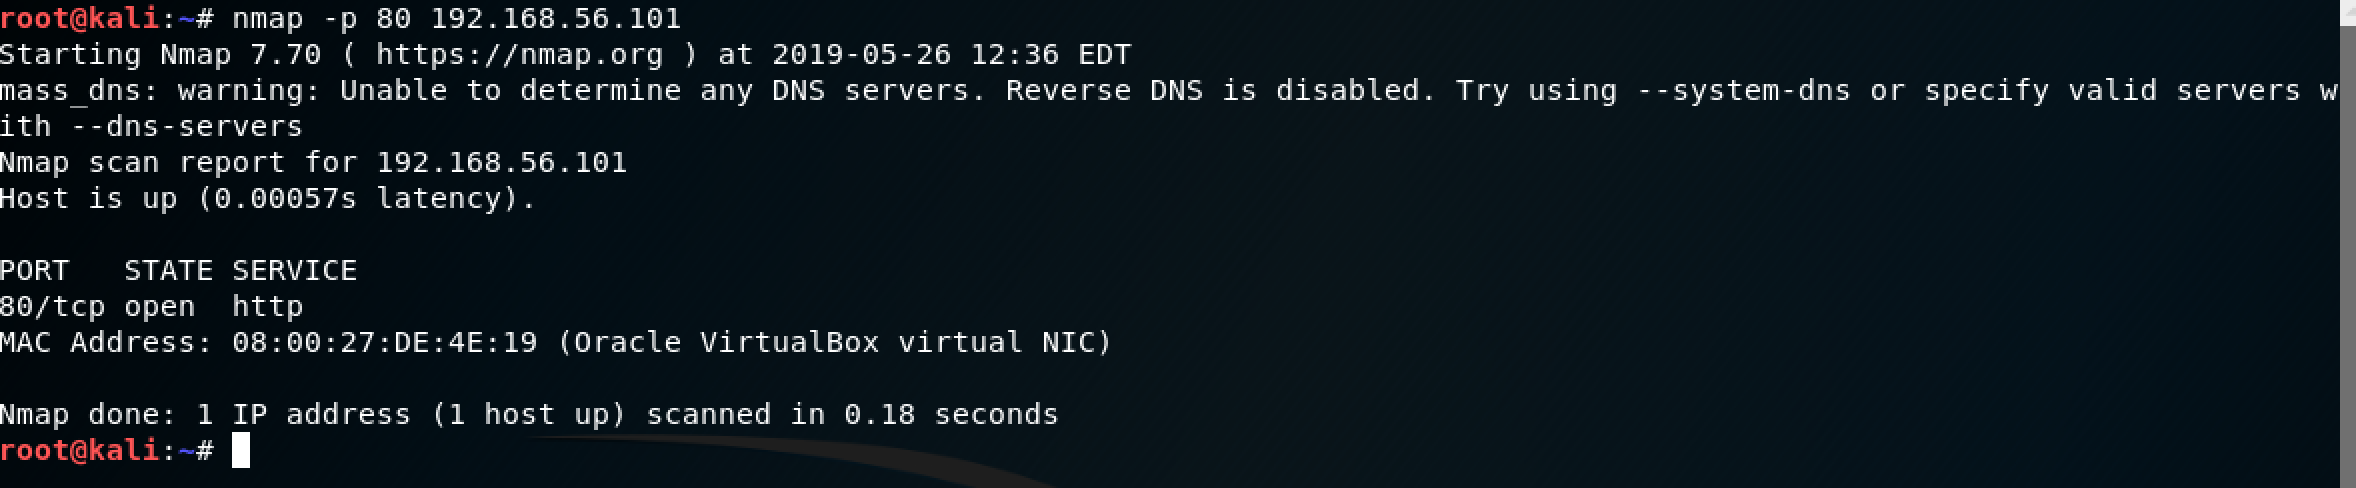 root@kali:~# nmap -p 80 192.168.56.101
Starting Nmap 7.70 ( https://nmap.org ) at 2019-05-26 12:36 EDT
mass_dns: warning: Unable to determine any DNS servers. Reverse DNS is disabled. Try using --system-dns or specify valid servers w
ith --dns-servers
Nmap scan report for 192.168.56.101
Host is up (0.00057s latency).

PORT   STATE SERVICE
80/tcp open  http
MAC Address: 08:00:27:DE:4E:19 (Oracle VirtualBox virtual NIC)

Nmap done: 1 IP address (1 host up) scanned in 0.18 seconds
root@kali:~#